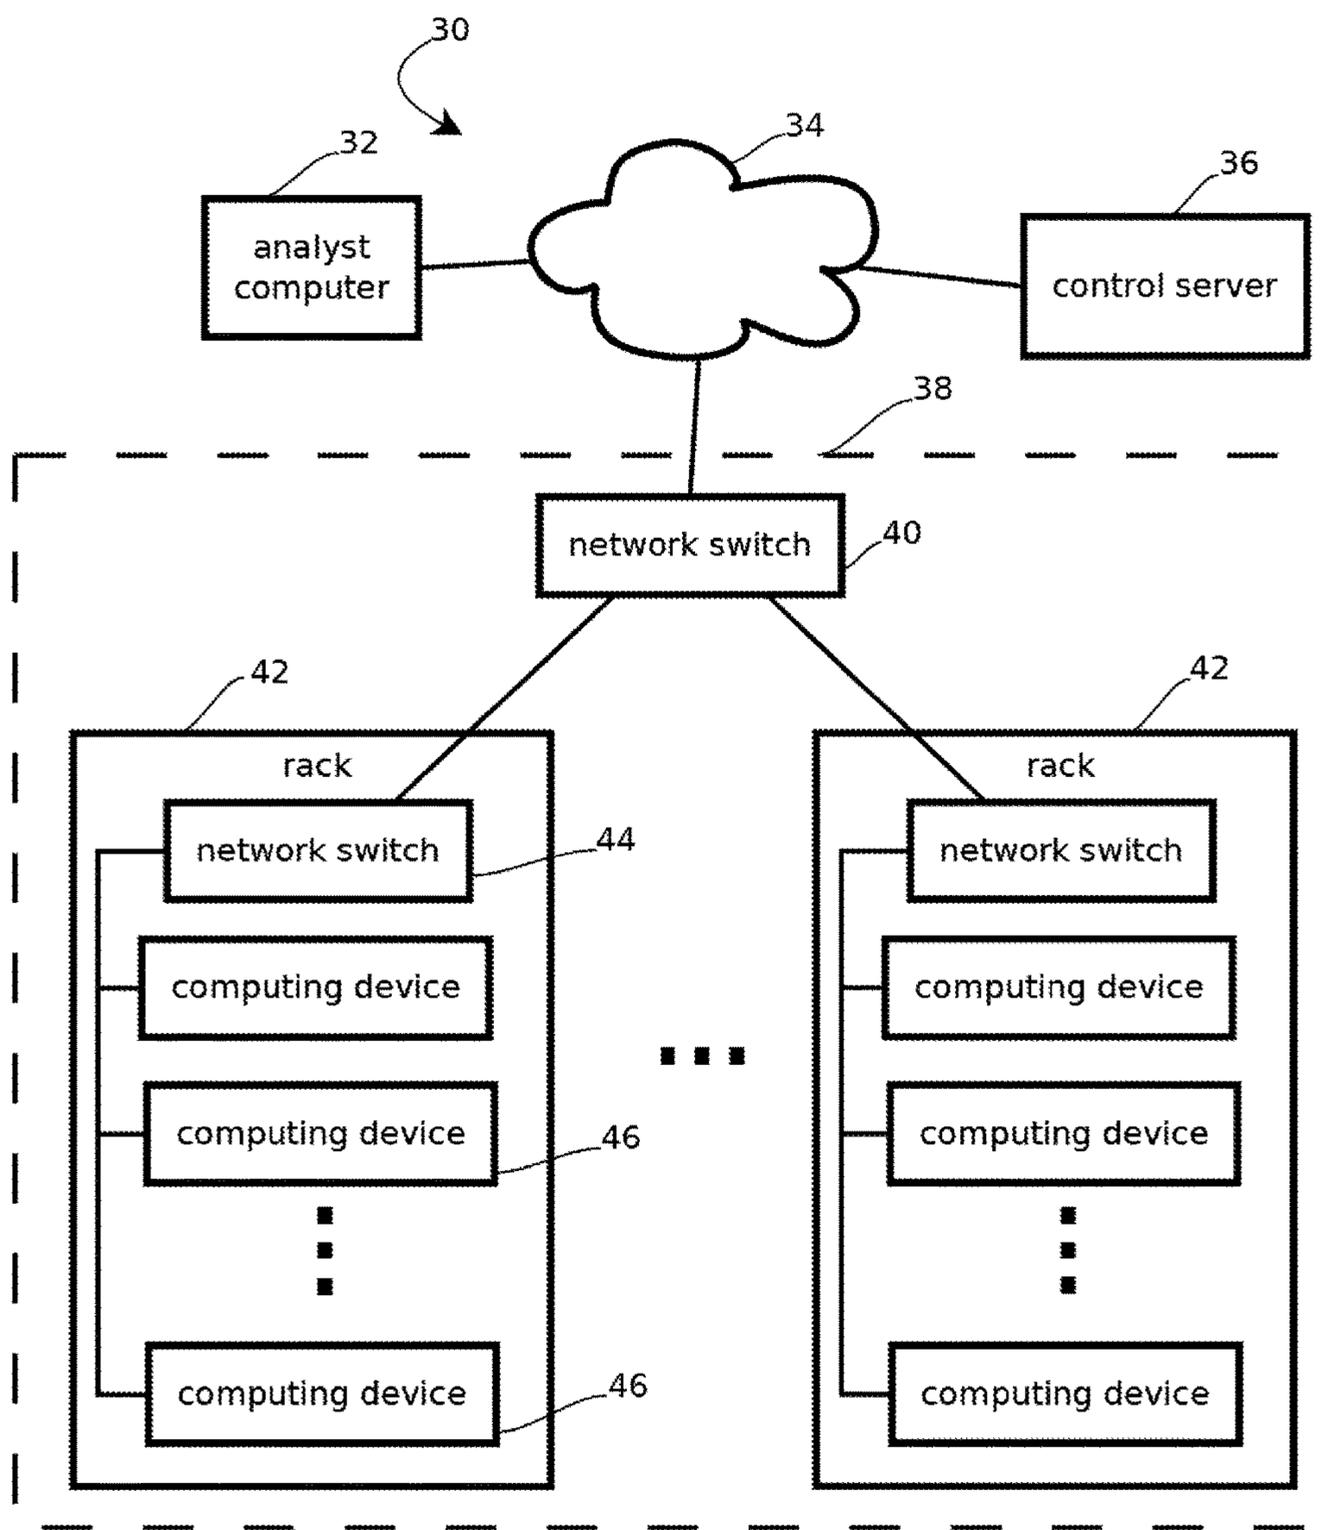 30
34
32
36
analyst
computer
control server
38
network switch
40
42
42
rack
rack
network switch
44
network switch
computing device
computing device
computing device
46
computing device
computing device
46
computing device